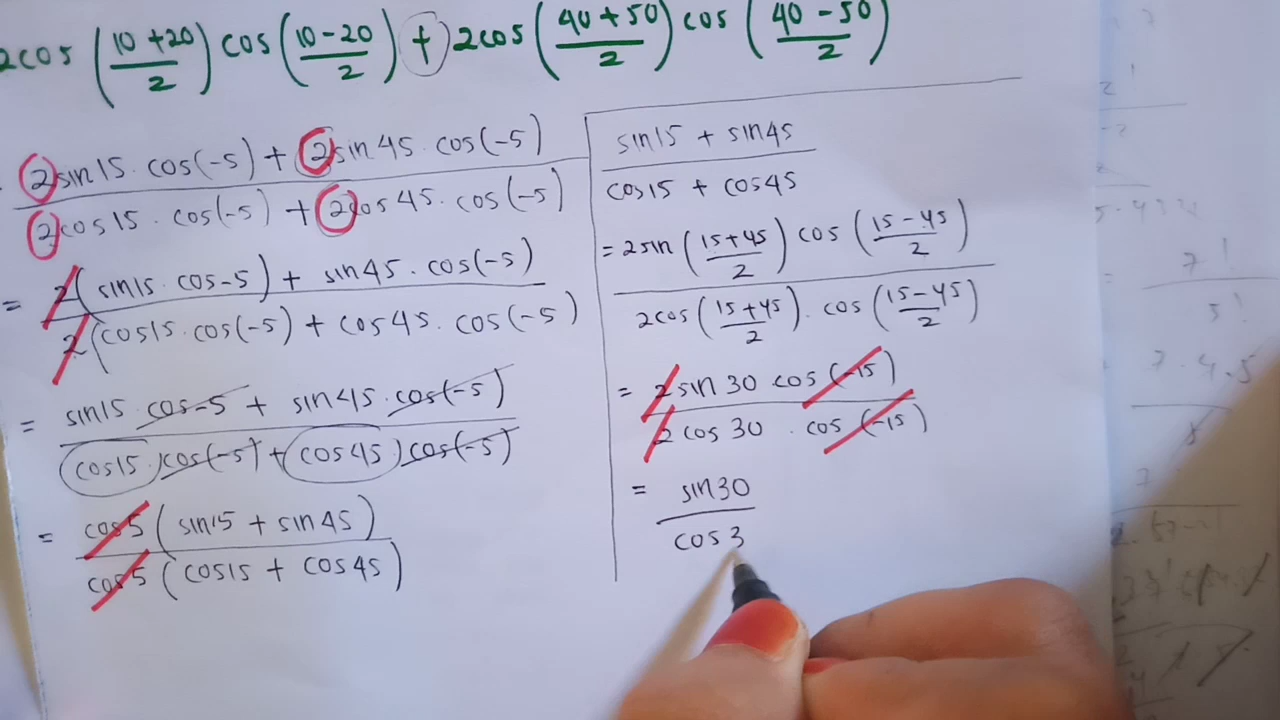 2cos (10+20/2) cos (10-20/2) + 2cos (40+50/2) cos (40-50/2)
2sin15. cos(-5) + 2sin45. cos(-5)
2cos15. cos(-5) + 2cos45. cos(-5)
= 2(sin15. cos-5) + sin45. cos(-5)
2(cos15.cos(-5) + cos45. cos(-5)
= sin15 cos-5 + sin45. cos(-5)
cos15.)cos(-5) + (cos45) cos(-5)
= cos5 (sin15 + sin45)
cos5 (cos15 + cos45)
sin15 + sin45
cos15 + cos45
= 2sin (15+45/2) cos (15-45/2)
2cos (15+45/2). cos (15-45/2)
= 2sin30 cos (-15)
2cos30 . cos (-15)
= sin30
cos3